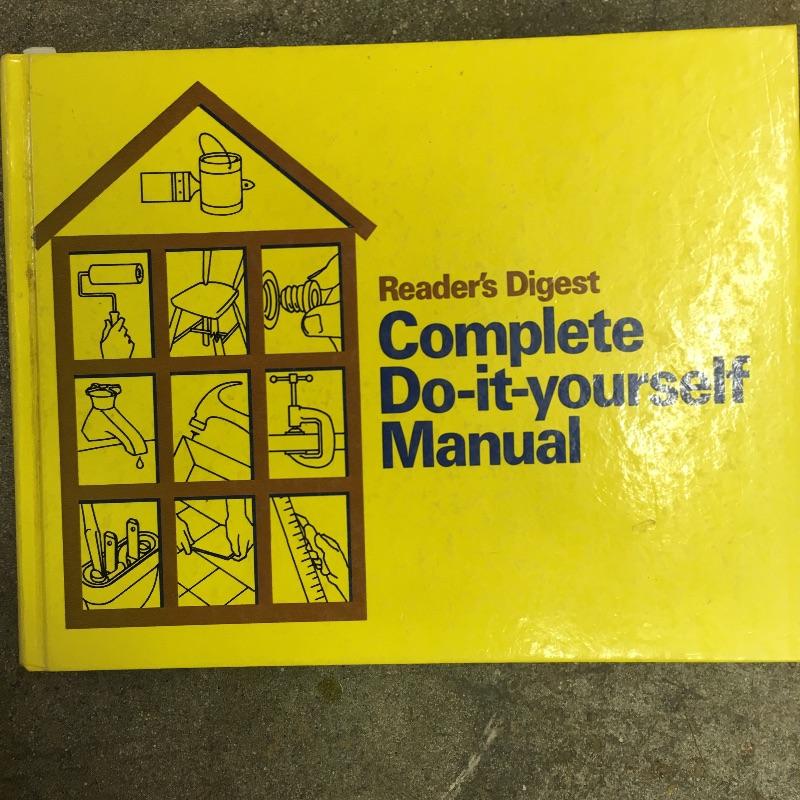 Reader's Digest
Complete
Do-it-yourself
Manual